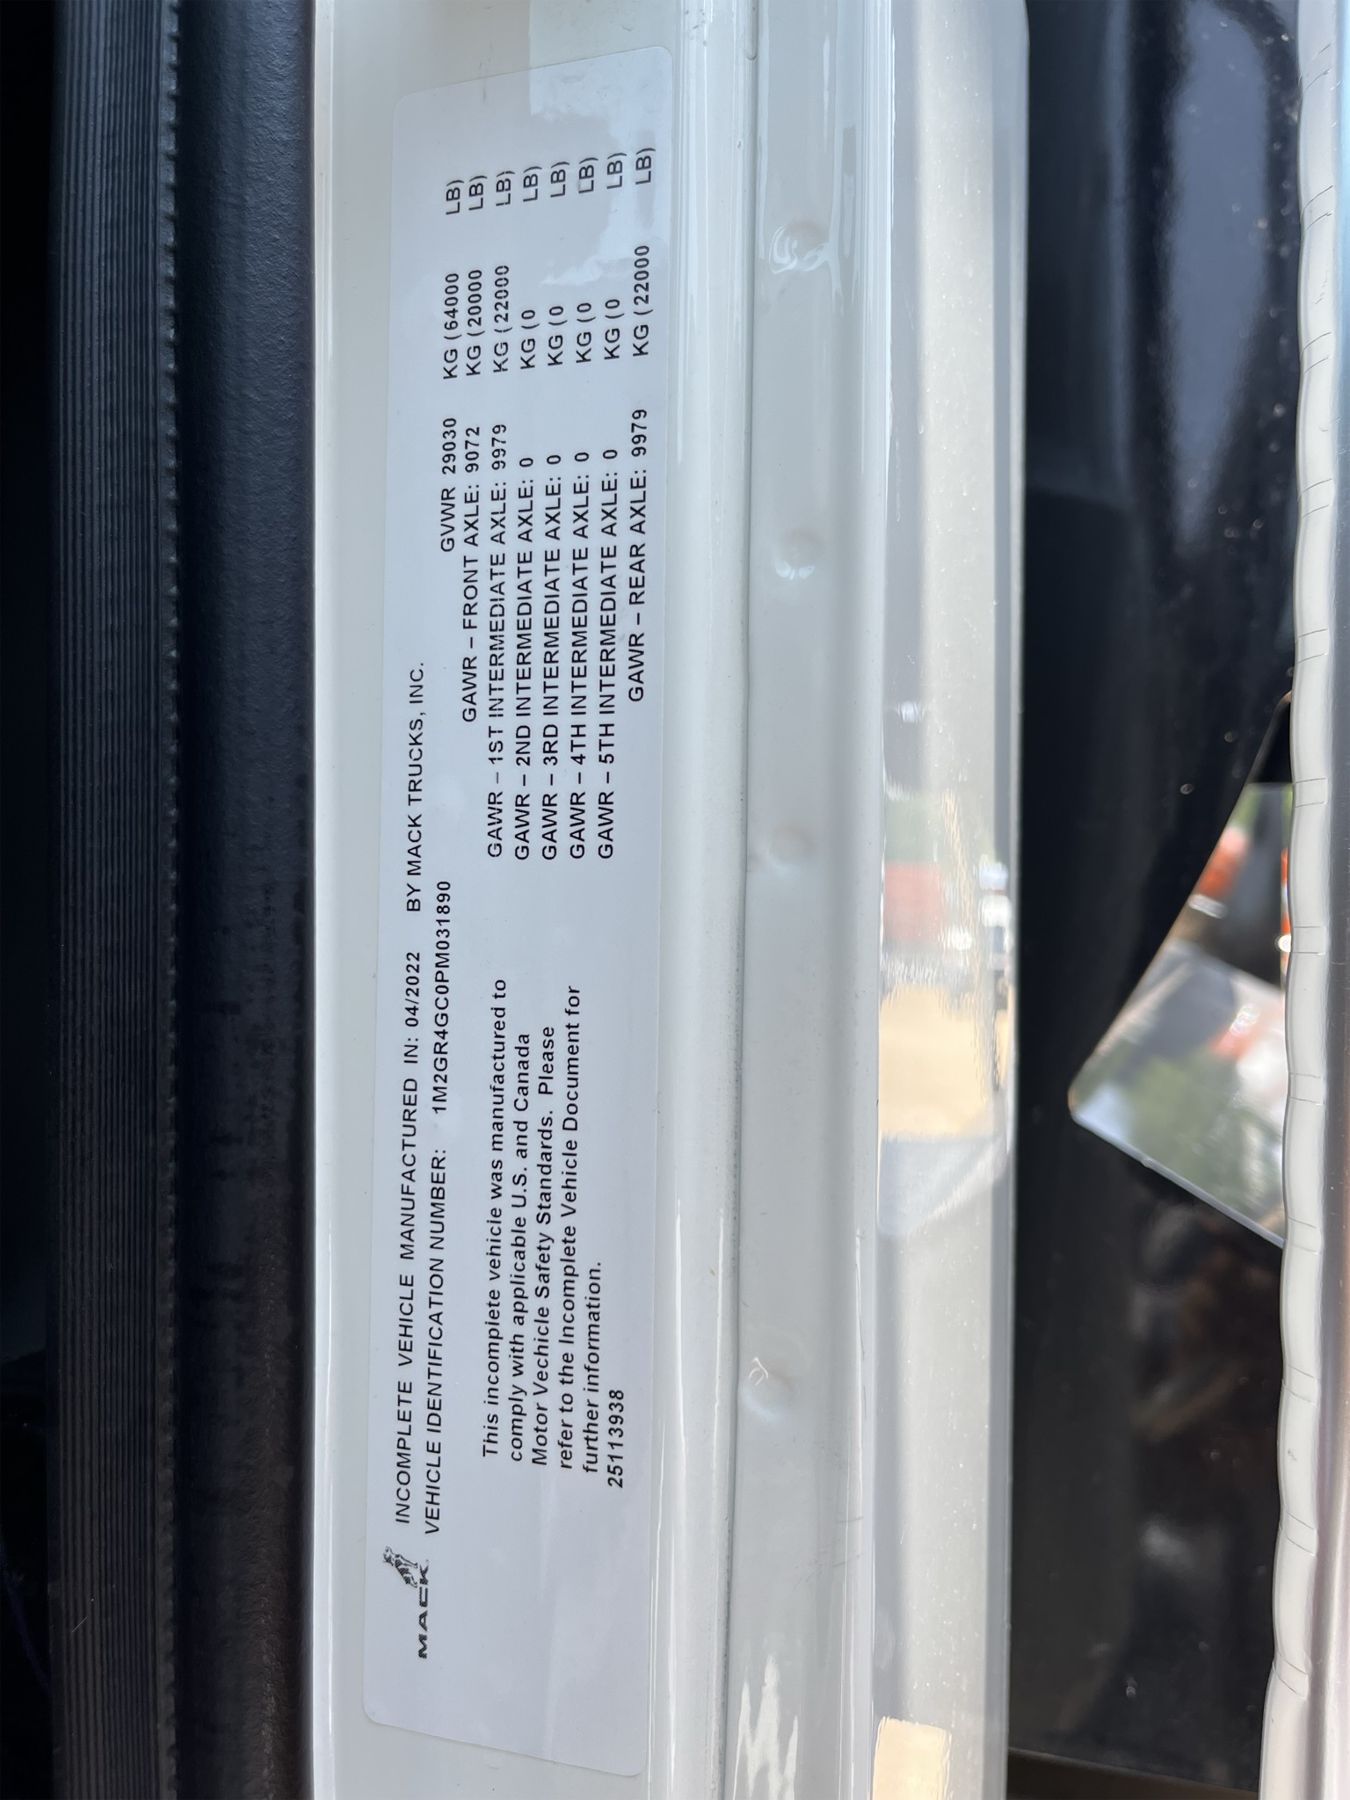 MACK
INCOMPLETE VEHICLE MANUFACTURED IN: 04/2022 BY MACK TRUCKS, INC.
VEHICLE IDENTIFICATION NUMBER: 1M2GR4GC0PM031890
This incomplete vehicle was manufactured to
comply with applicable U.S. and Canada
Motor Vechicle Safety Standards. Please
refer to the Incomplete Vehicle Document for
further information.
25113938
GVWR 29030 KG (64000 LB)
GAWR – FRONT AXLE: 9072 KG (20000 LB)
GAWR – 1ST INTERMEDIATE AXLE: 9979 KG (22000 LB)
GAWR – 2ND INTERMEDIATE AXLE: 0 KG (0 LB)
GAWR – 3RD INTERMEDIATE AXLE: 0 KG (0 LB)
GAWR – 4TH INTERMEDIATE AXLE: 0 KG (0 LB)
GAWR – 5TH INTERMEDIATE AXLE: 0 KG (0 LB)
GAWR – REAR AXLE: 9979 KG (22000 LB)